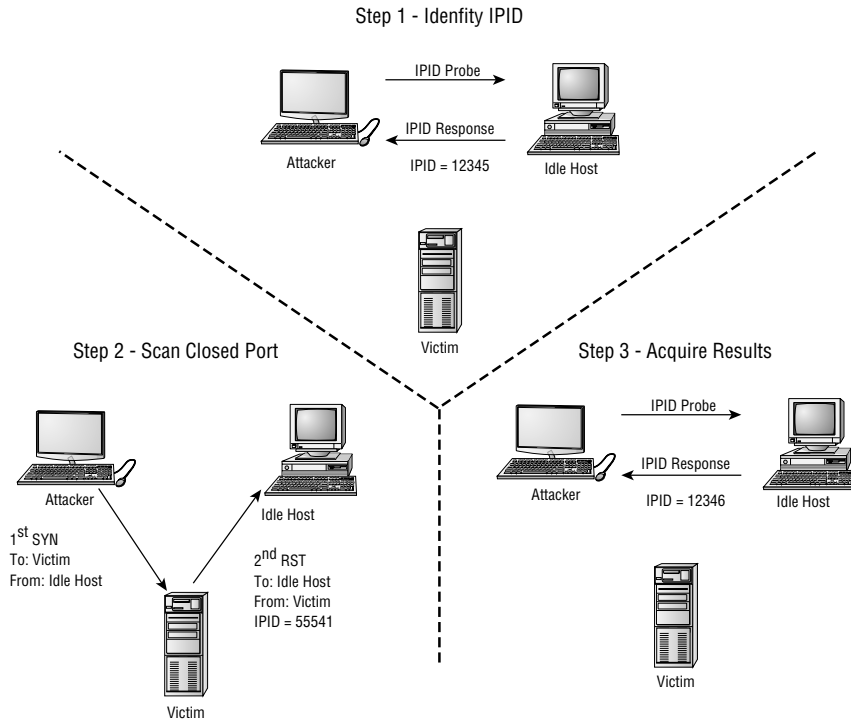 Step 1 - Idenfity IPID
IPID Probe
IPID Response
Attacker
IPID = 12345
Idle Host
Victim
Step 2 - Scan Closed Port
Attacker
Idle Host
1st SYN
To: Victim
From: Idle Host
2nd RST
To: Idle Host
From: Victim
IPID = 55541
Victim
Step 3 - Acquire Results
IPID Probe
IPID Response
Attacker
IPID = 12346
Idle Host
Victim